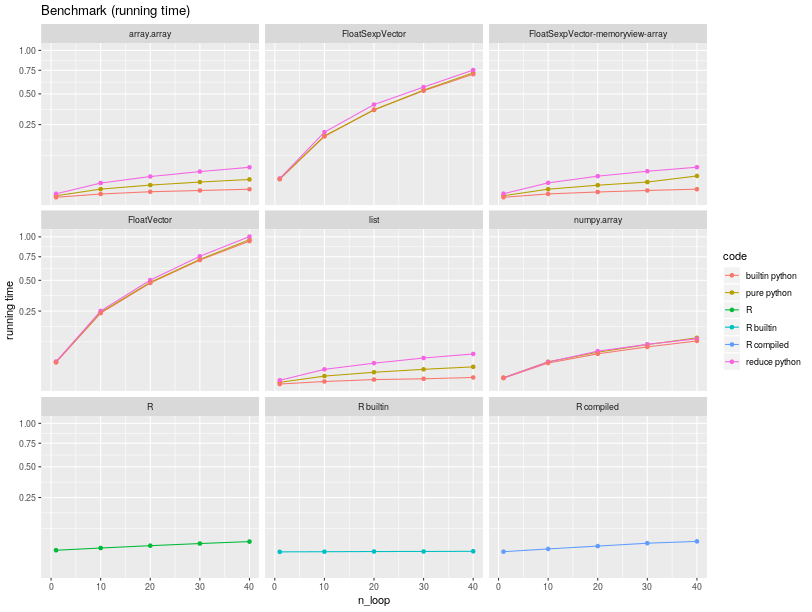 Benchmark (running time)
array.array
FloatSexpVector
FloatSexpVector-memoryview-array
1.00
0.75
0.50
0.25
FloatVector
list
numpy.array
1.00
0.75
0.50
0.25
running time
R
R builtin
R compiled
1.00
0.75
0.50
0.25
0 10 20 30 40
0 10 20 30 40
0 10 20 30 40
n_loop
code
builtin python
pure python
R
R builtin
R compiled
reduce python